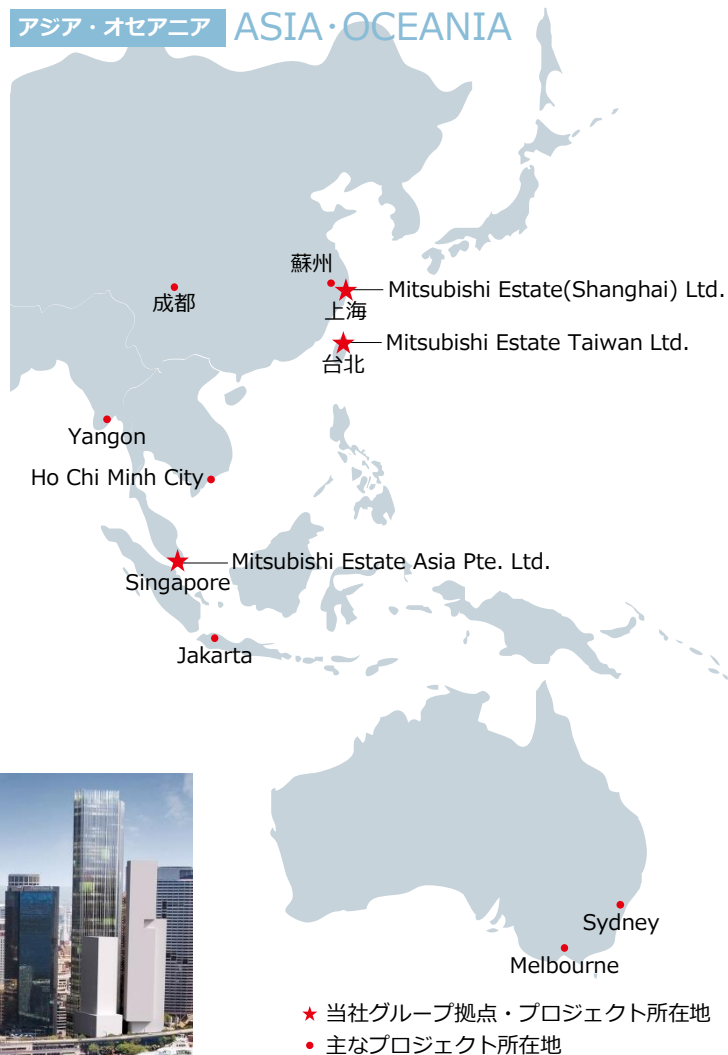 アジア・オセアニア ASIA・OCEANIA
蘇州
成都
Mitsubishi Estate(Shanghai) Ltd.
上海
Mitsubishi Estate Taiwan Ltd.
台北
Yangon
Ho Chi Minh City
Mitsubishi Estate Asia Pte. Ltd.
Singapore
Jakarta
Sydney
Melbourne
★ 当社グループ拠点・プロジェクト所在地
• 主なプロジェクト所在地